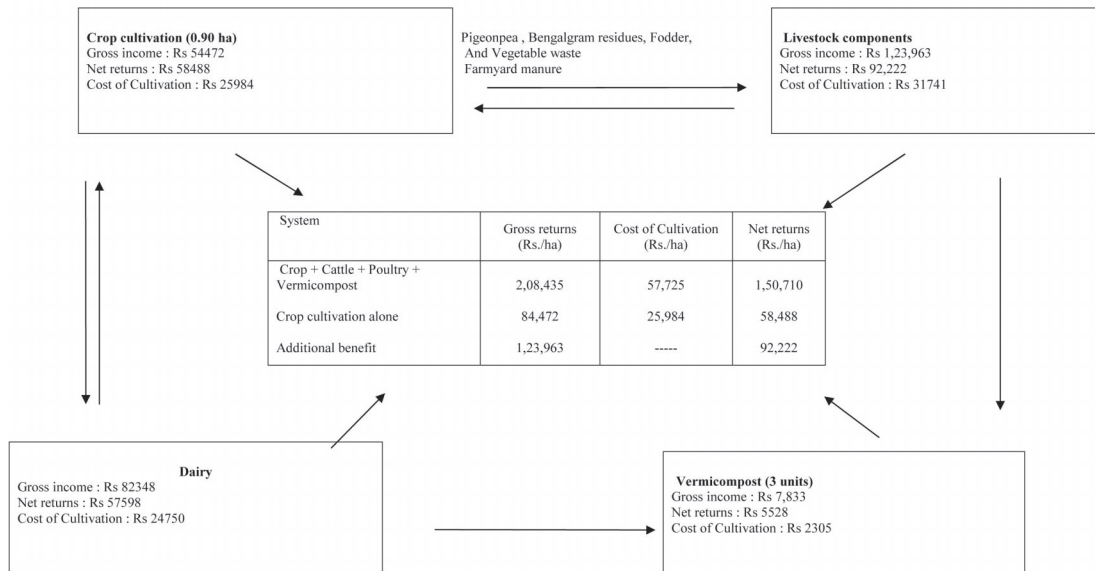 Crop cultivation (0.90 ha)
Gross income : Rs 54472
Net returns : Rs 58488
Cost of Cultivation : Rs 25984
Pigeonpea , Bengalgram residues, Fodder,
And Vegetable waste
Farmyard manure
Livestock components
Gross income : Rs 1,23,963
Net returns : Rs 92,222
Cost of Cultivation : Rs 31741
System Gross returns Cost of Cultivation Net returns
(Rs./ha) (Rs./ha) (Rs./ha)
Crop + Cattle + Poultry +
Vermicompost 2,08,435 57,725 1,50,710
Crop cultivation alone 84,472 25,984 58,488
Additional benefit 1,23,963 ----- 92,222
Dairy
Gross income : Rs 82348
Net returns : Rs 57598
Cost of Cultivation : Rs 24750
Vermicompost (3 units)
Gross income : Rs 7,833
Net returns : Rs 5528
Cost of Cultivation : Rs 2305